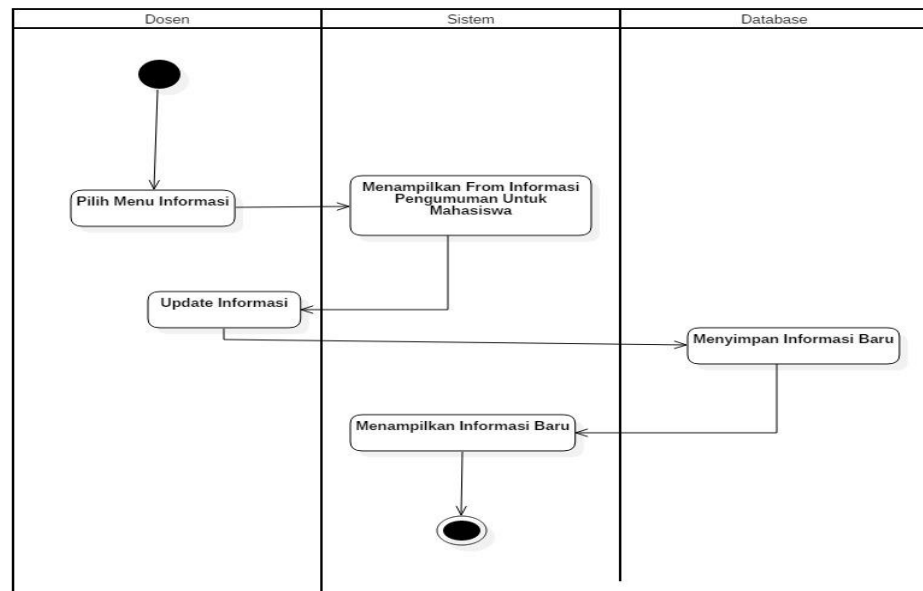 Dosen
Sistem
Database
Pilih Menu Informasi
Menampilkan From Informasi
Pengumuman Untuk
Mahasiswa
Update Informasi
Menyimpan Informasi Baru
Menampilkan Informasi Baru